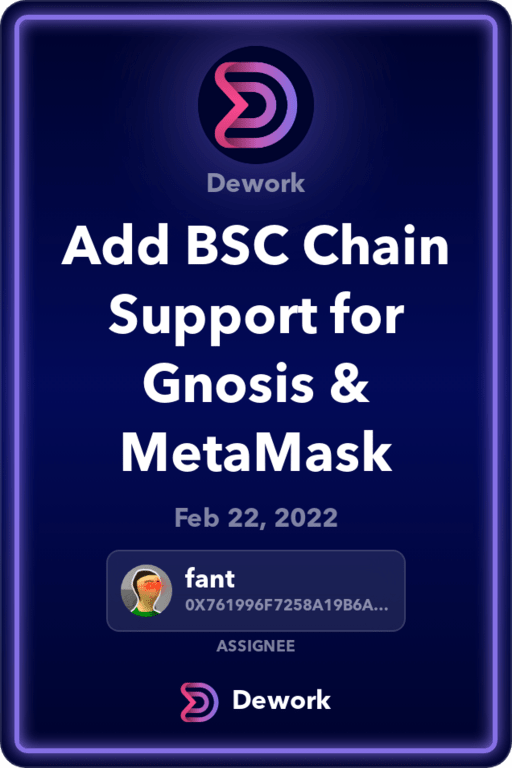 Dework
Add BSC Chain
Support for
Gnosis &
MetaMask
Feb 22, 2022
fant
0X761996F7258A19B6A...
ASSIGNEE
Dework